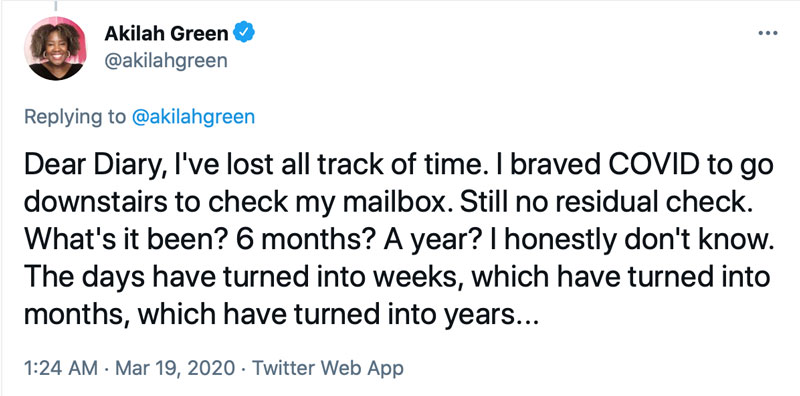 Akilah Green
@akilahgreen
Replying to @akilahgreen
Dear Diary, I've lost all track of time. I braved COVID to go
downstairs to check my mailbox. Still no residual check.
What's it been? 6 months? A year? I honestly don't know.
The days have turned into weeks, which have turned into
months, which have turned into years...
1:24 AM · Mar 19, 2020 · Twitter Web App